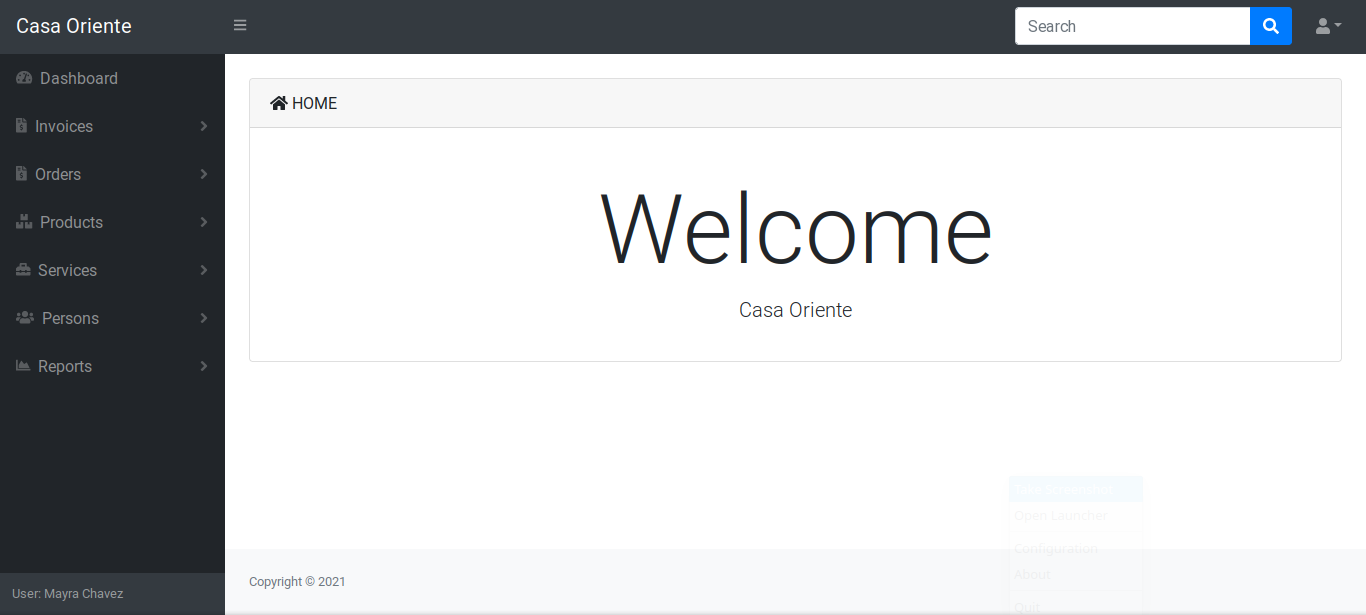 Casa Oriente
Search
Dashboard
Invoices
Orders
Products
Services
Persons
Reports
User: Mayra Chavez
HOME
Welcome
Casa Oriente
Open Launcher
Configuration
About
Quit
Copyright © 2021